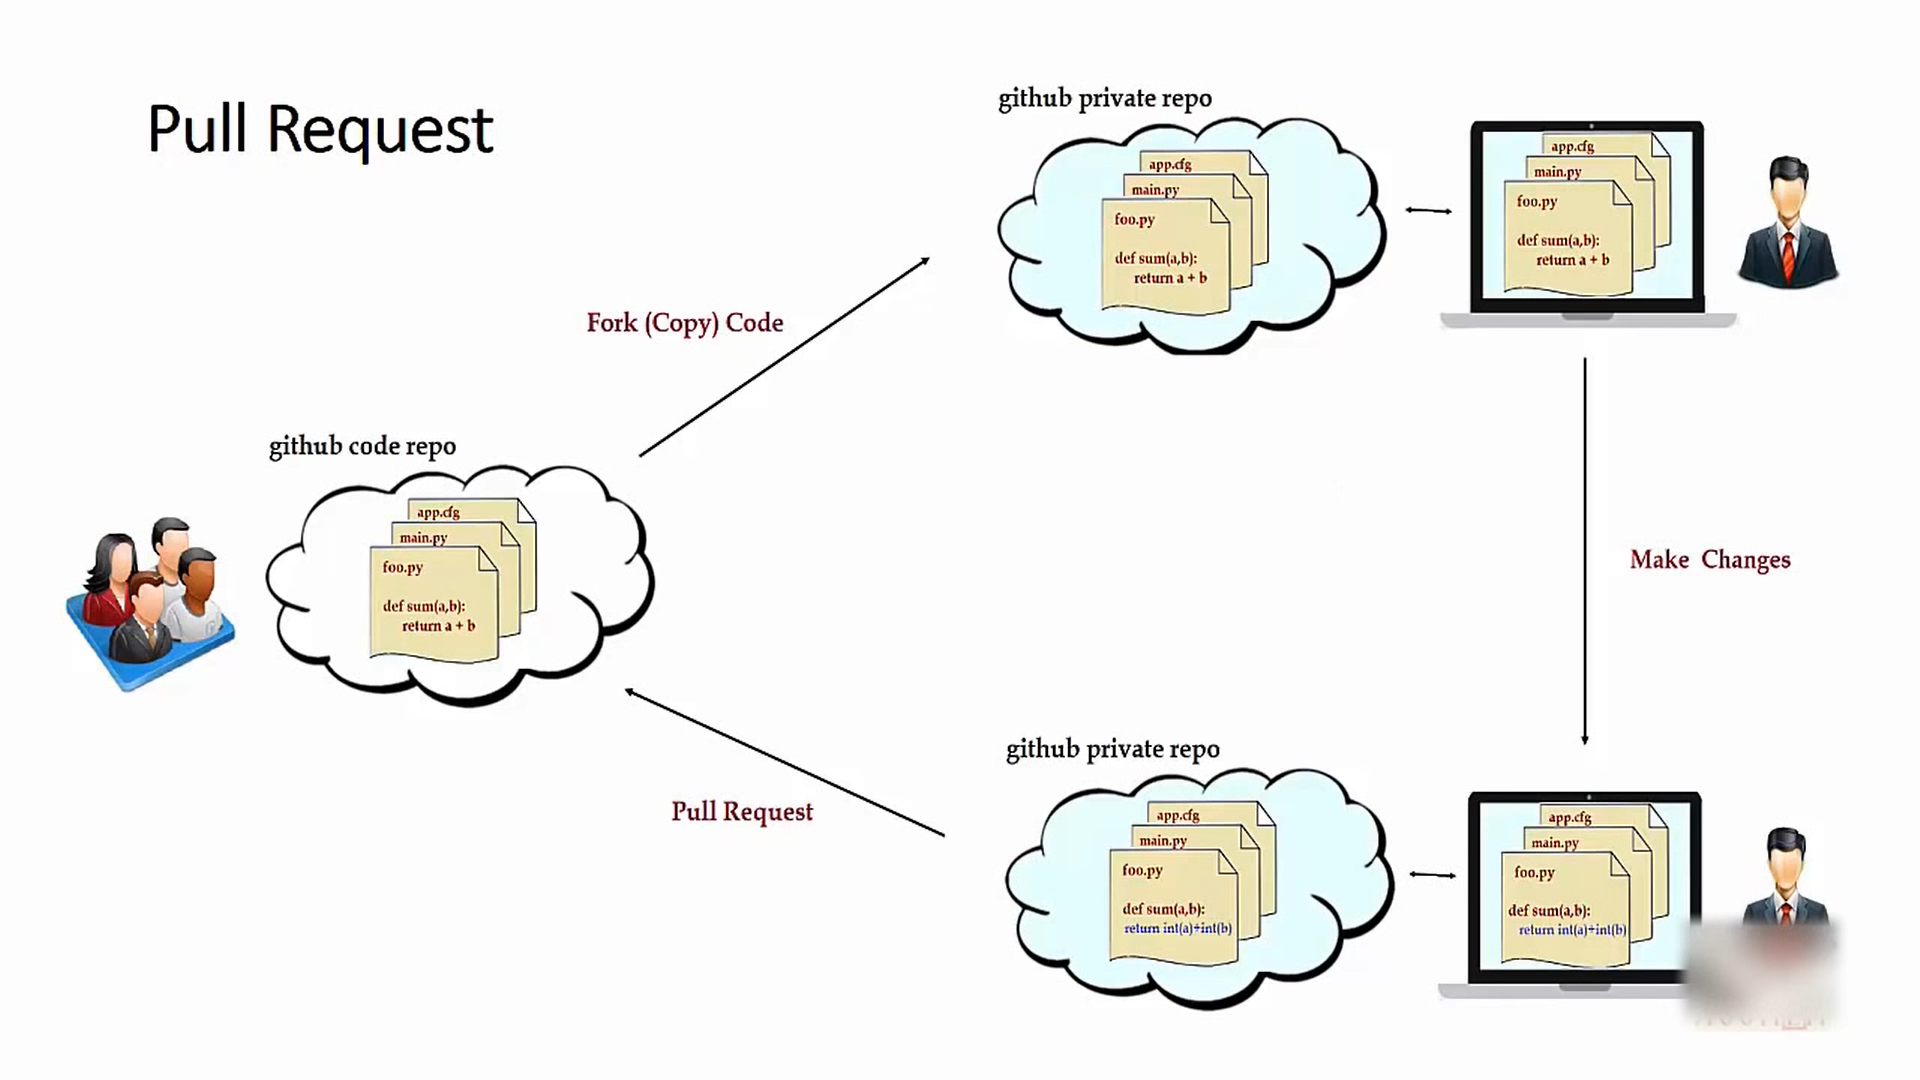 Pull Request
github private repo
app.cfg
main.py
foo.py
def sum(a,b):
return a + b
app.cfg
main.py
foo.py
def sum(a,b):
return a + b
Fork (Copy) Code
github code repo
app.cfg
main.py
foo.py
def sum(a,b):
return a + b
Make Changes
Pull Request
github private repo
app.cfg
main.py
foo.py
def sum(a,b):
return int(a)+int(b)
app.cfg
main.py
foo.py
def sum(a,b):
return int(a)+int(b)